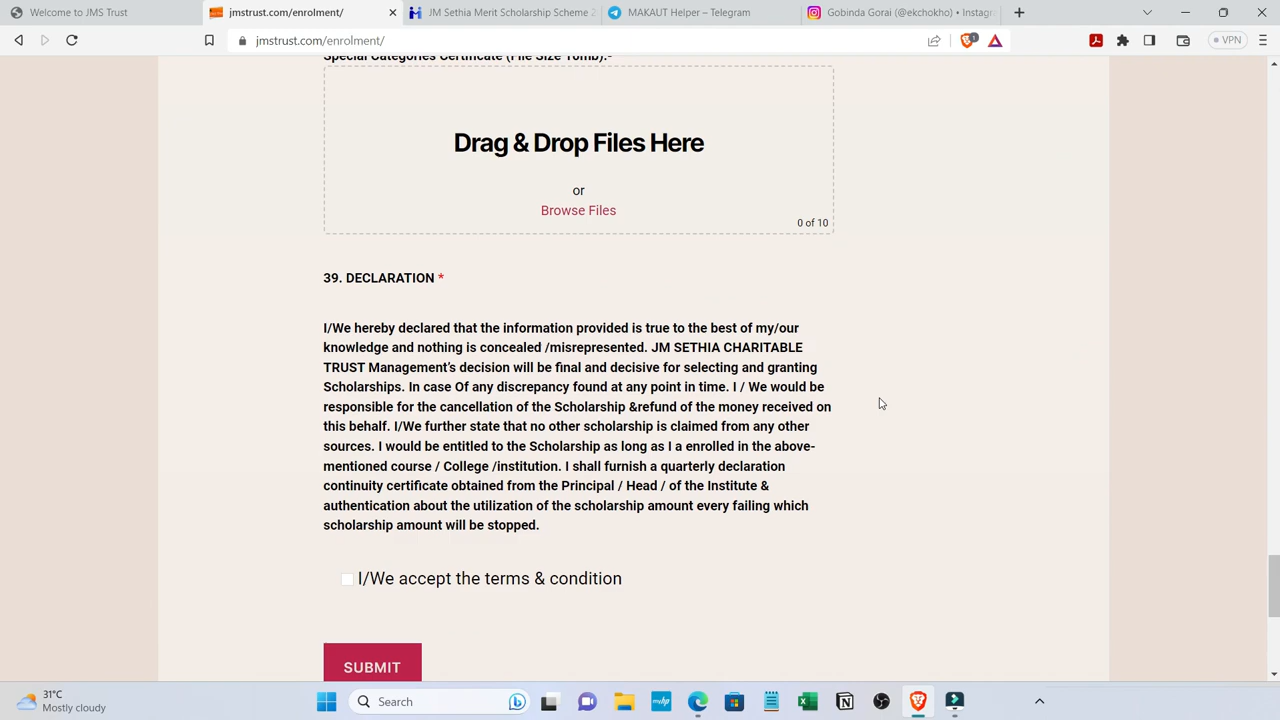 Welcome to JMS Trust
jmstrust.com/enrolment/
JM Sethia Merit Scholarship Scheme 2
MAKAUT Helper – Telegram
Gobinda Gorai (@ekchokho) • Instagra
jmstrust.com/enrolment/
1
VPN
Special Categories Certificate (File Size 10mb):-
Drag & Drop Files Here
or
Browse Files
0 of 10
39. DECLARATION *
I/We hereby declared that the information provided is true to the best of my/our
knowledge and nothing is concealed /misrepresented. JM SETHIA CHARITABLE
TRUST Management's decision will be final and decisive for selecting and granting
Scholarships. In case Of any discrepancy found at any point in time. I / We would be
responsible for the cancellation of the Scholarship &refund of the money received on
this behalf. I/We further state that no other scholarship is claimed from any other
sources. I would be entitled to the Scholarship as long as I a enrolled in the above-
mentioned course / College /institution. I shall furnish a quarterly declaration
continuity certificate obtained from the Principal / Head / of the Institute &
authentication about the utilization of the scholarship amount every failing which
scholarship amount will be stopped.
I/We accept the terms & condition
SUBMIT
31°C
Mostly cloudy
Search